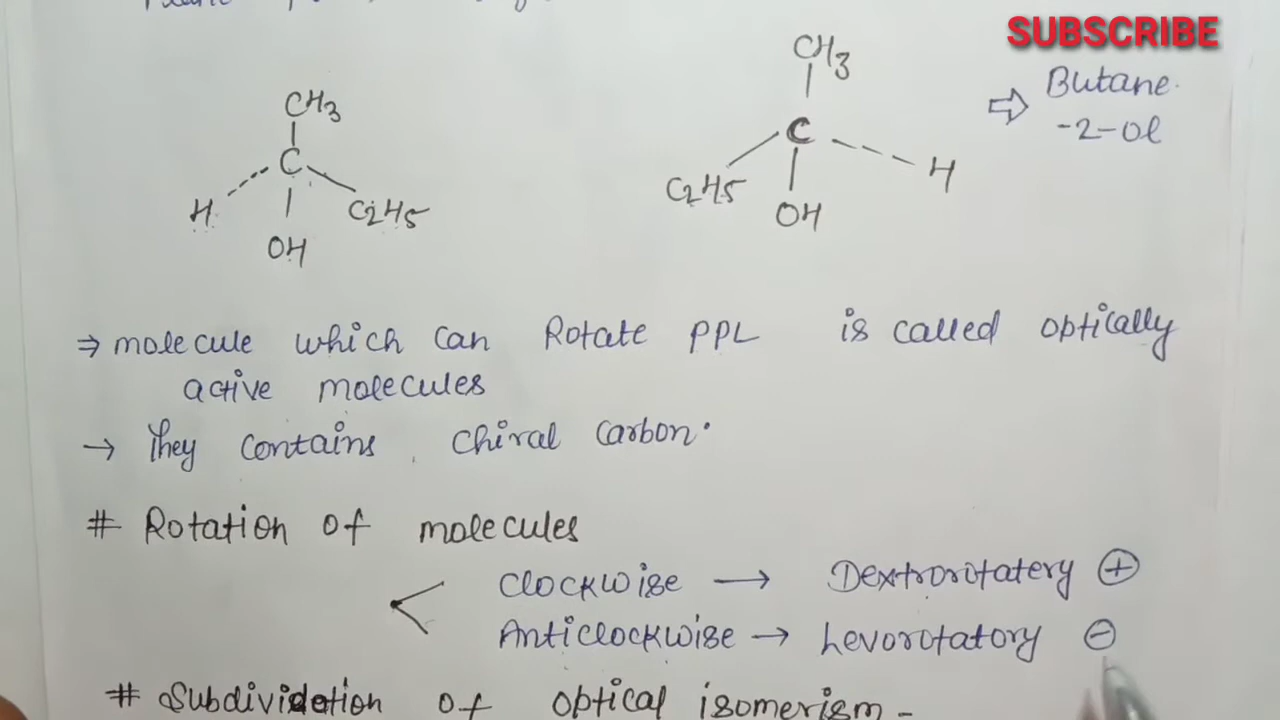 SUBSCRIBE
CH3
C
H
OH
C2H5
CH3
C
C2H5
OH
H
⇒ Butane.
-2-ol
⇒ molecule which can Rotate PPL is called optically
active molecules
→ They contains chiral carbon.
# Rotation of molecules
Clockwise → Dextrorotatery ⊕
Anticlockwise → Levorotatory ⊖
# Subdividetion of optical isomerism -